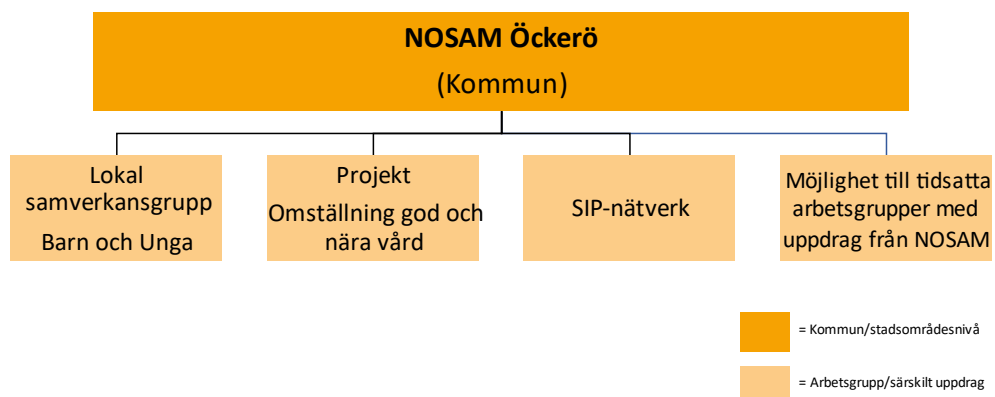 NOSAM Öckerö
(Kommun)
Lokal
samverkansgrupp
Barn och Unga
Projekt
Omställning god och
nära vård
SIP-nätverk
Möjlighet till tidsatta
arbetsgrupper med
uppdrag från NOSAM
= Kommun/stadsområdesnivå
= Arbetsgrupp/särskilt uppdrag